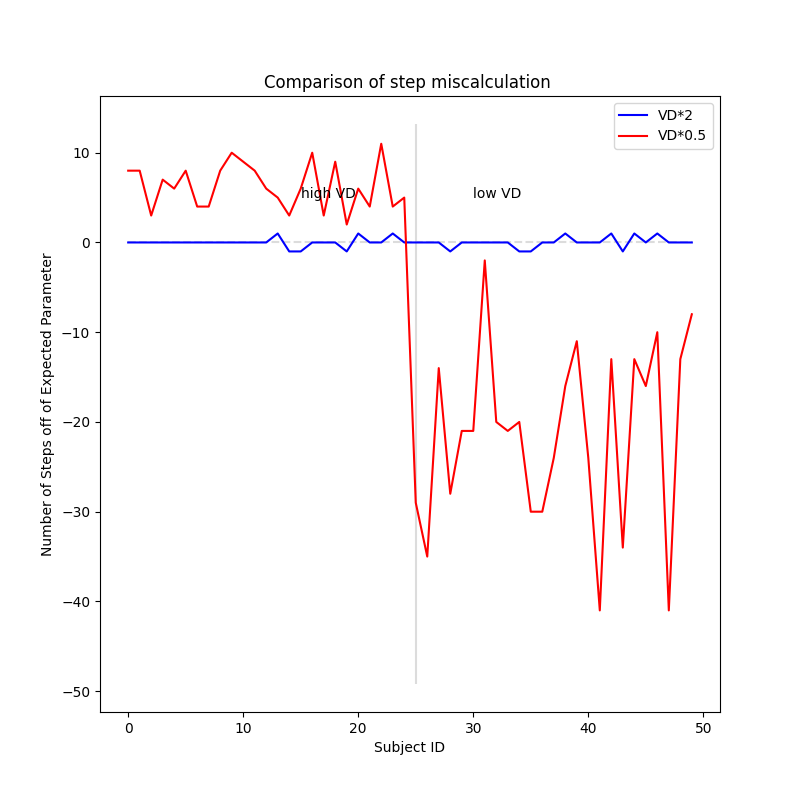 Comparison of step miscalculation
VD*2
VD*0.5
high VD
low VD
Number of Steps off of Expected Parameter
10
0
−10
−20
−30
−40
−50
0
10
20
30
40
50
Subject ID